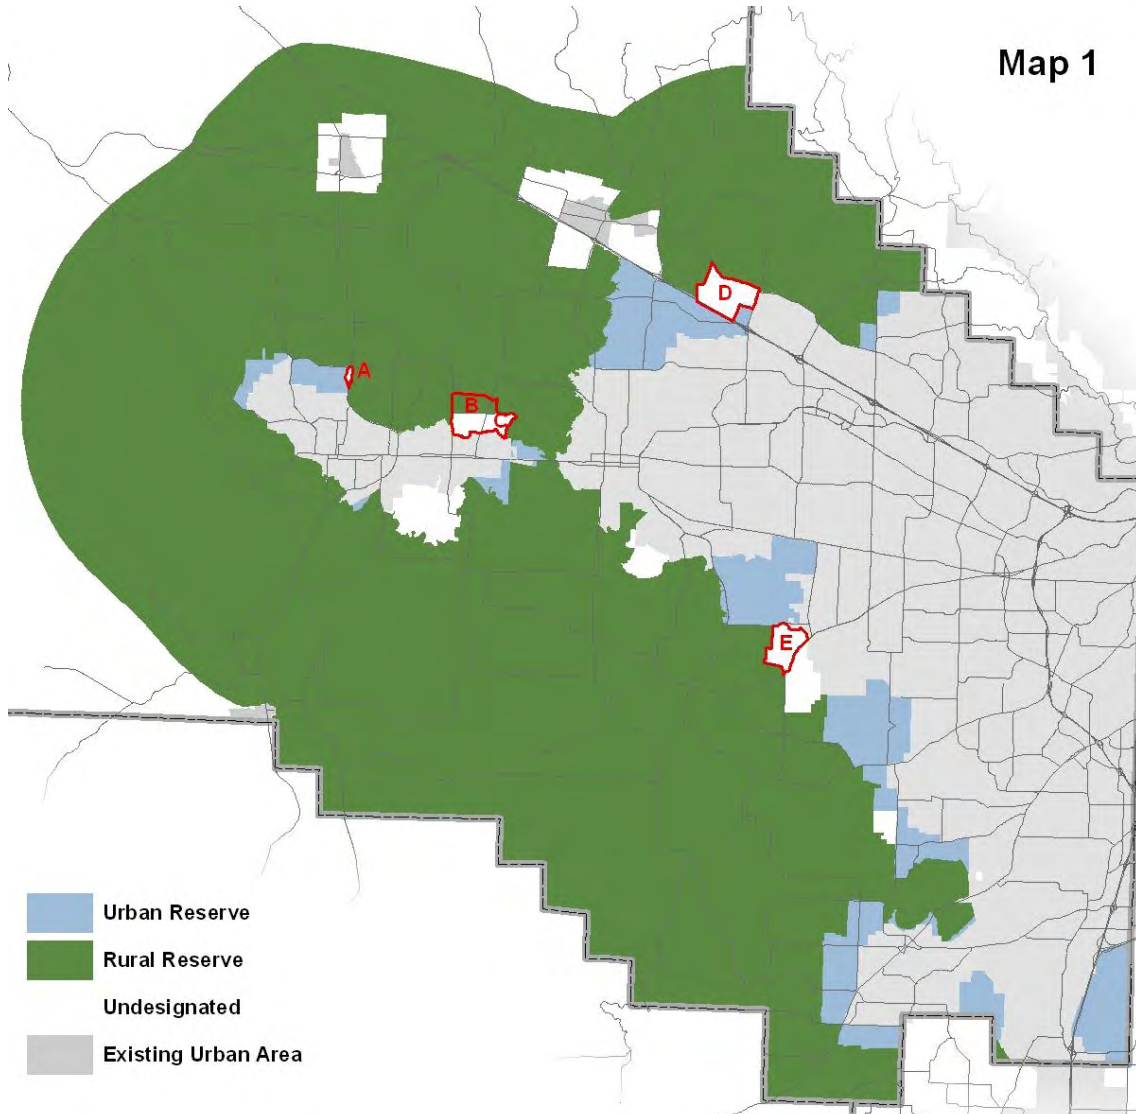 Map 1
D
A
B
C
E
Urban Reserve
Rural Reserve
Undesignated
Existing Urban Area